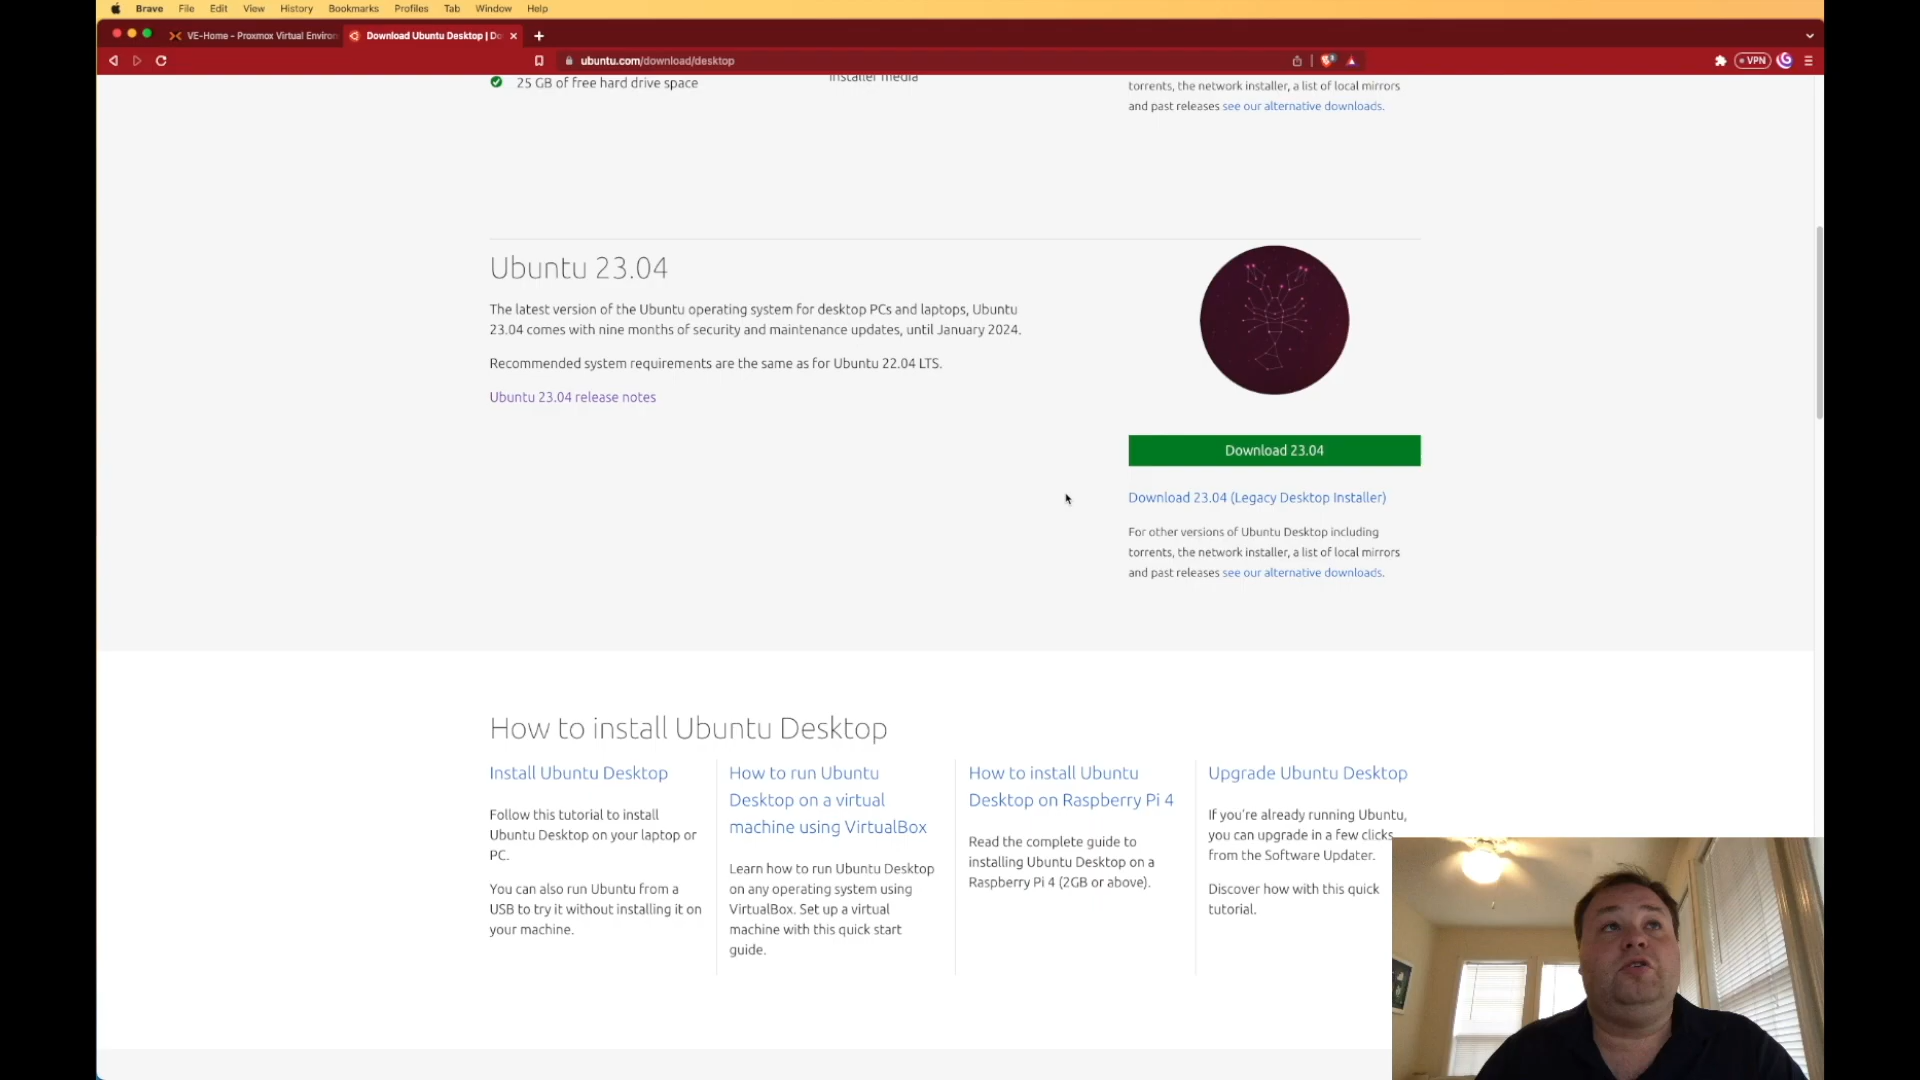 Brave File Edit View History Bookmarks Profiles Tab Window Help
VE-Home - Proxmox Virtual Environ
Download Ubuntu Desktop | Do
ubuntu.com/download/desktop
VPN
25 GB of free hard drive space
installer media
torrents, the network installer, a list of local mirrors
and past releases see our alternative downloads.
Ubuntu 23.04
The latest version of the Ubuntu operating system for desktop PCs and laptops, Ubuntu
23.04 comes with nine months of security and maintenance updates, until January 2024.
Recommended system requirements are the same as for Ubuntu 22.04 LTS.
Ubuntu 23.04 release notes
Download 23.04
Download 23.04 (Legacy Desktop Installer)
For other versions of Ubuntu Desktop including
torrents, the network installer, a list of local mirrors
and past releases see our alternative downloads.
How to install Ubuntu Desktop
Install Ubuntu Desktop
Follow this tutorial to install
Ubuntu Desktop on your laptop or
PC.
You can also run Ubuntu from a
USB to try it without installing it on
your machine.
How to run Ubuntu
Desktop on a virtual
machine using VirtualBox
Learn how to run Ubuntu Desktop
on any operating system using
VirtualBox. Set up a virtual
machine with this quick start
guide.
How to install Ubuntu
Desktop on Raspberry Pi 4
Read the complete guide to
installing Ubuntu Desktop on a
Raspberry Pi 4 (2GB or above).
Upgrade Ubuntu Desktop
If you're already running Ubuntu,
you can upgrade in a few clicks
from the Software Updater.
Discover how with this quick
tutorial.